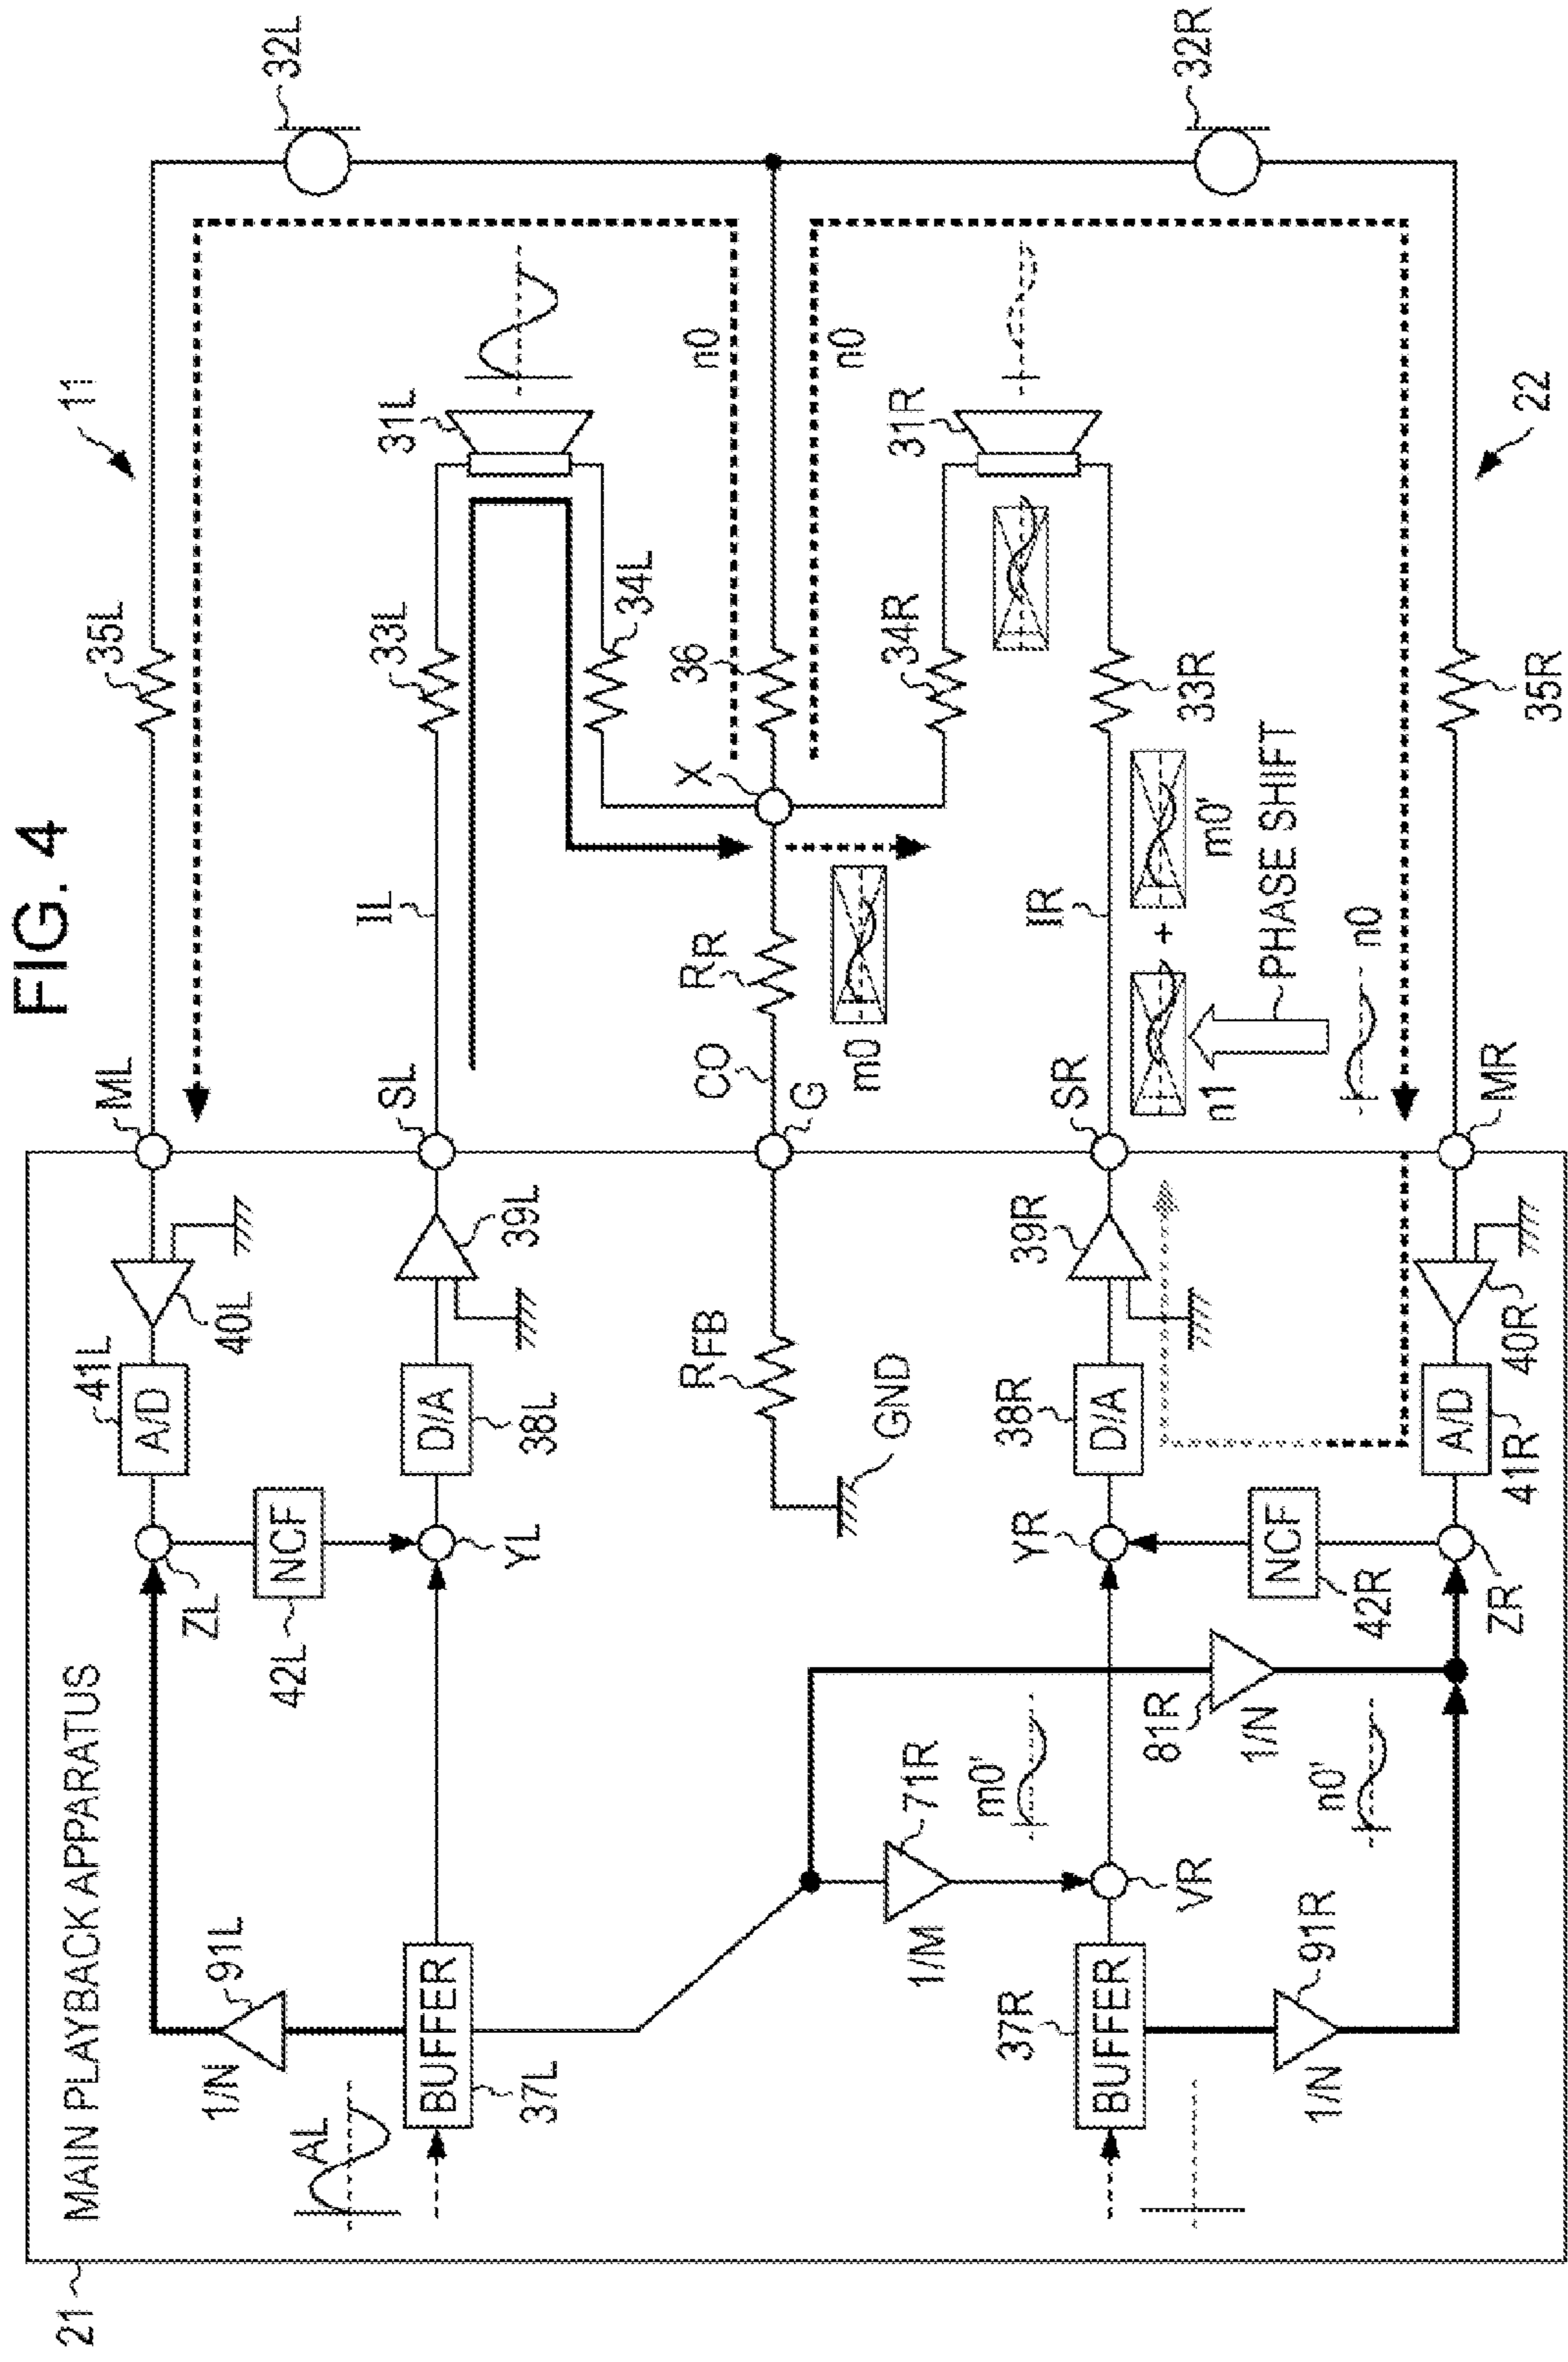 FIG. 4
11
22
21
MAIN PLAYBACK APPARATUS
AL
1/N
91L
BUFFER
37L
ZL
NCF
42L
YL
41L
A/D
40L
D/A
38L
39L
ML
SL
IL
35L
33L
34L
31L
32L
n0
RFB
GND
G
CO
RR
X
36
m0
n0
34R
31R
32R
33R
35R
IR
m0'
+
n1
PHASE SHIFT
n0
SR
MR
39R
38R
D/A
40R
A/D
41R
YR
NCF
42R
ZR
81R
1/N
n0'
m0'
71R
1/M
VR
37R
BUFFER
91R
1/N